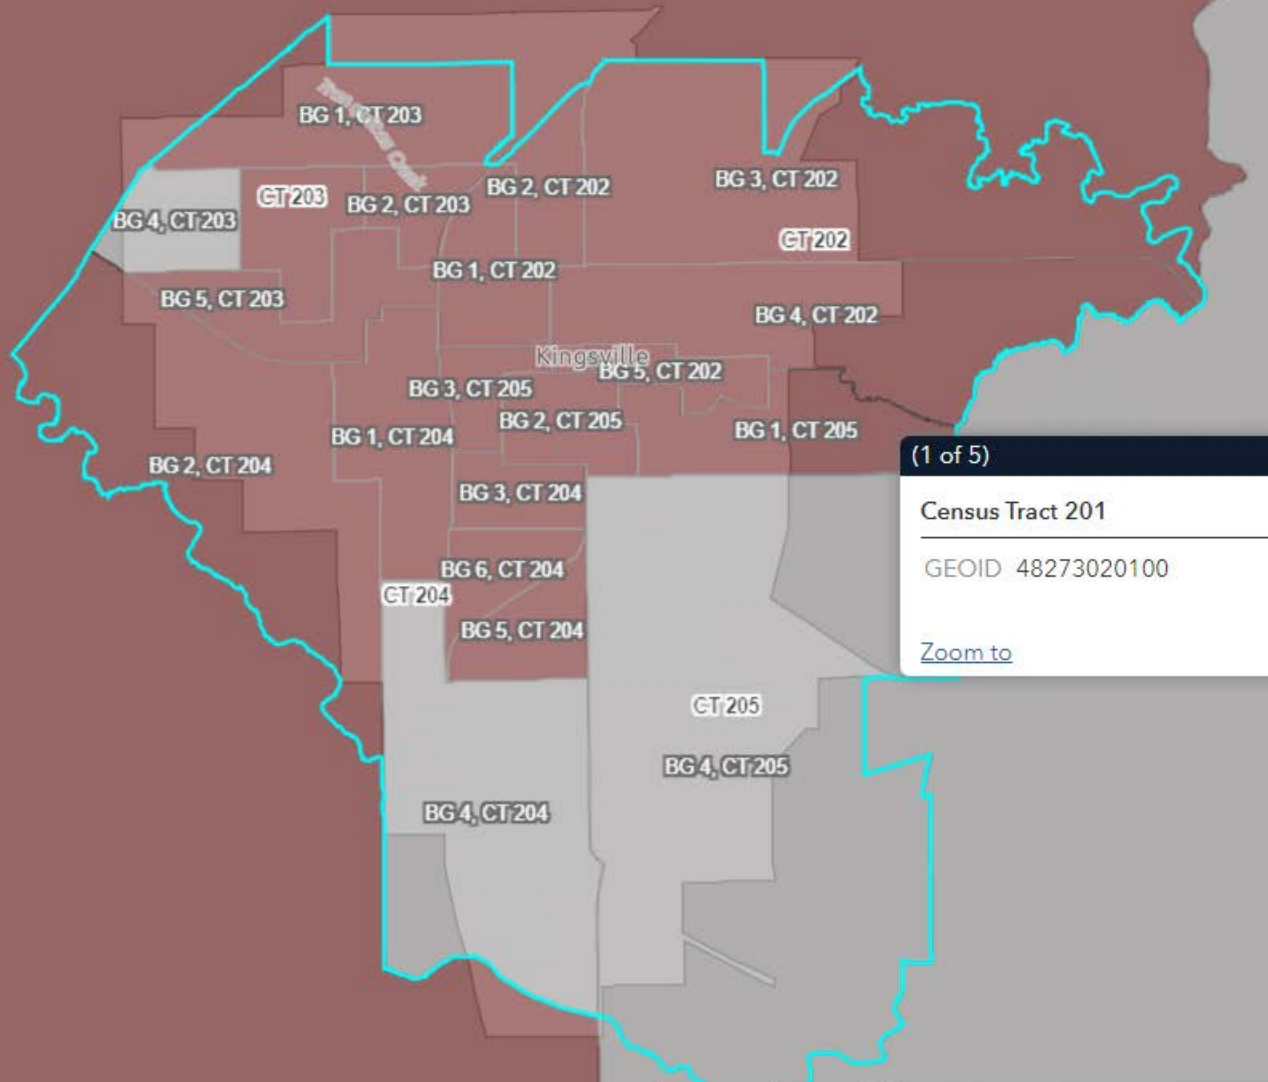 BG 1, CT 203
BG 2, CT 202
BG 3, CT 202
CT 203
BG 2, CT 203
BG 4, CT 203
CT 202
BG 1, CT 202
BG 5, CT 203
BG 4, CT 202
Kingsville
BG 5, CT 202
BG 3, CT 205
BG 2, CT 205
BG 1, CT 204
BG 1, CT 205
BG 2, CT 204
(1 of 5)
BG 3, CT 204
Census Tract 201
GEOID 48273020100
BG 6, CT 204
CT 204
BG 5, CT 204
Zoom to
CT 205
BG 4, CT 205
BG 4, CT 204